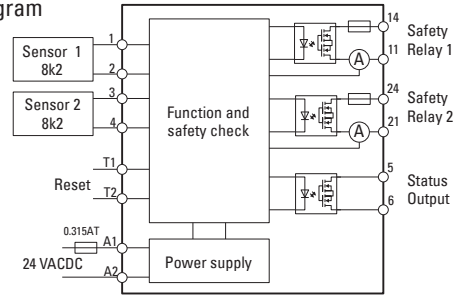 gram
Sensor 1
8k2
Sensor 2
8k2
1
2
3
4
T1
Reset
T2
0.315AT
A1
24 VACDC
A2
Function and
safety check
Power supply
14
Safety
Relay 1
11
A
24
Safety
Relay 2
21
A
5
Status
Output
6